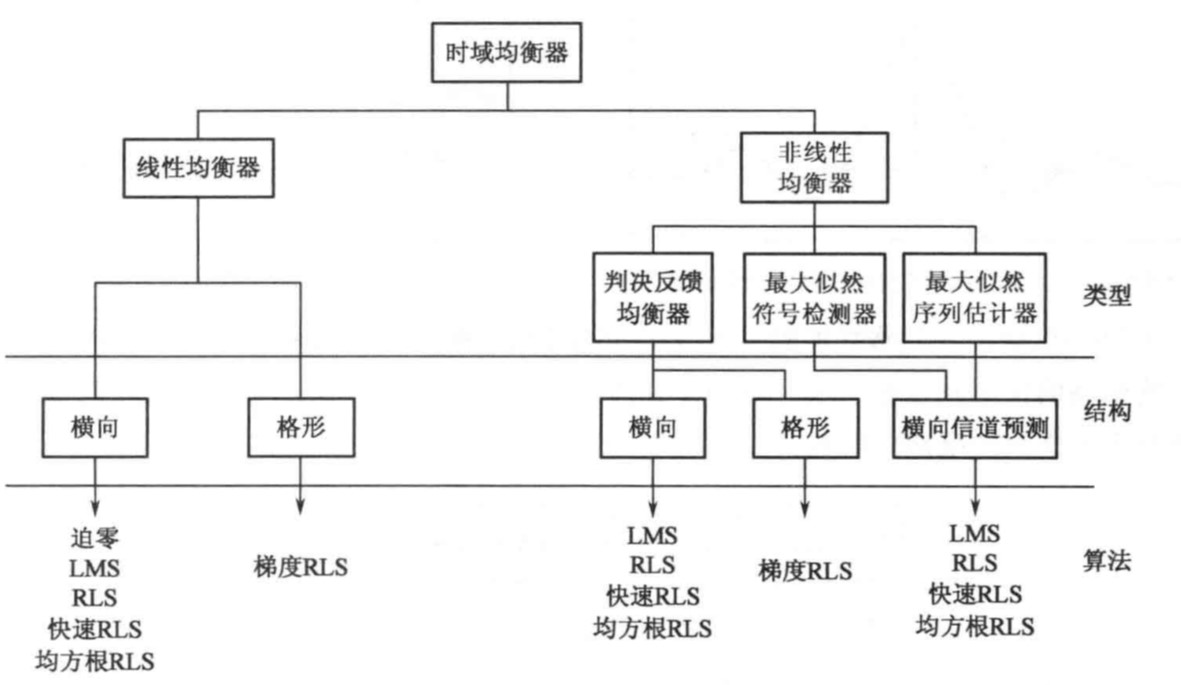 时域均衡器
线性均衡器
非线性
均衡器
判决反馈
均衡器
最大似然
符号检测器
最大似然
序列估计器
类型
横向
格形
横向
格形
横向信道预测
结构
迫零
LMS
RLS
快速RLS
均方根RLS
梯度RLS
LMS
RLS
快速RLS
均方根RLS
梯度RLS
LMS
RLS
快速RLS
均方根RLS
算法